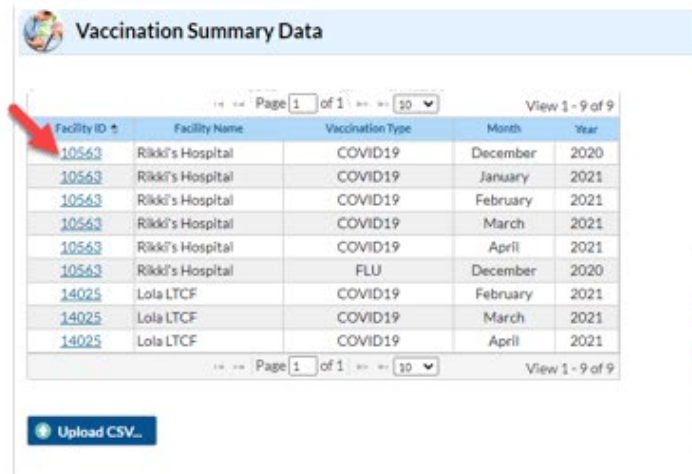 Vaccination Summary Data
Page 1 of 1 10 View 1 - 9 of 9
Facility ID Facility Name Vaccination Type Month Year
10563 Rikki's Hospital COVID19 December 2020
10563 Rikki's Hospital COVID19 January 2021
10563 Rikki's Hospital COVID19 February 2021
10563 Rikki's Hospital COVID19 March 2021
10563 Rikki's Hospital COVID19 April 2021
10563 Rikki's Hospital FLU December 2020
14025 Lola LTCF COVID19 February 2021
14025 Lola LTCF COVID19 March 2021
14025 Lola LTCF COVID19 April 2021
Page 1 of 1 10 View 1 - 9 of 9
Upload CSV...